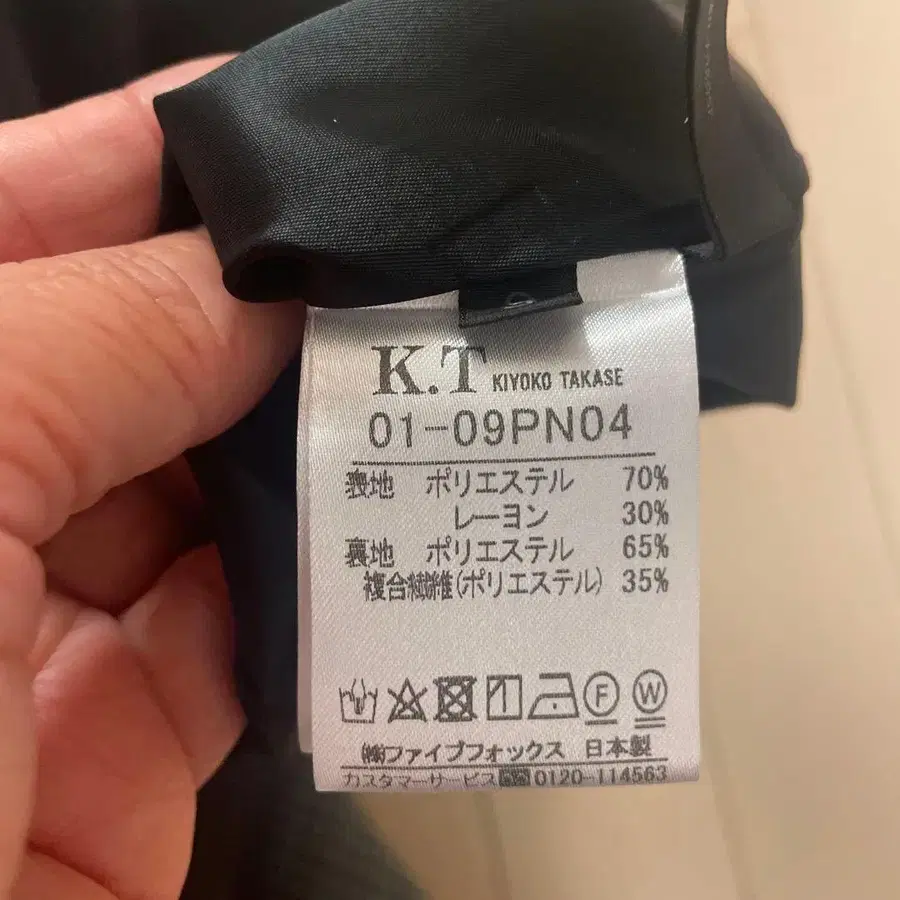 K.T KIYOKO TAKASE
01-09PN04
表地 ポリエステル 70%
レーヨン 30%
裏地 ポリエステル 65%
複合繊維(ポリエステル) 35%
F W
㈱ファイブフォックス 日本製
カスタマーサービス 0120-114563